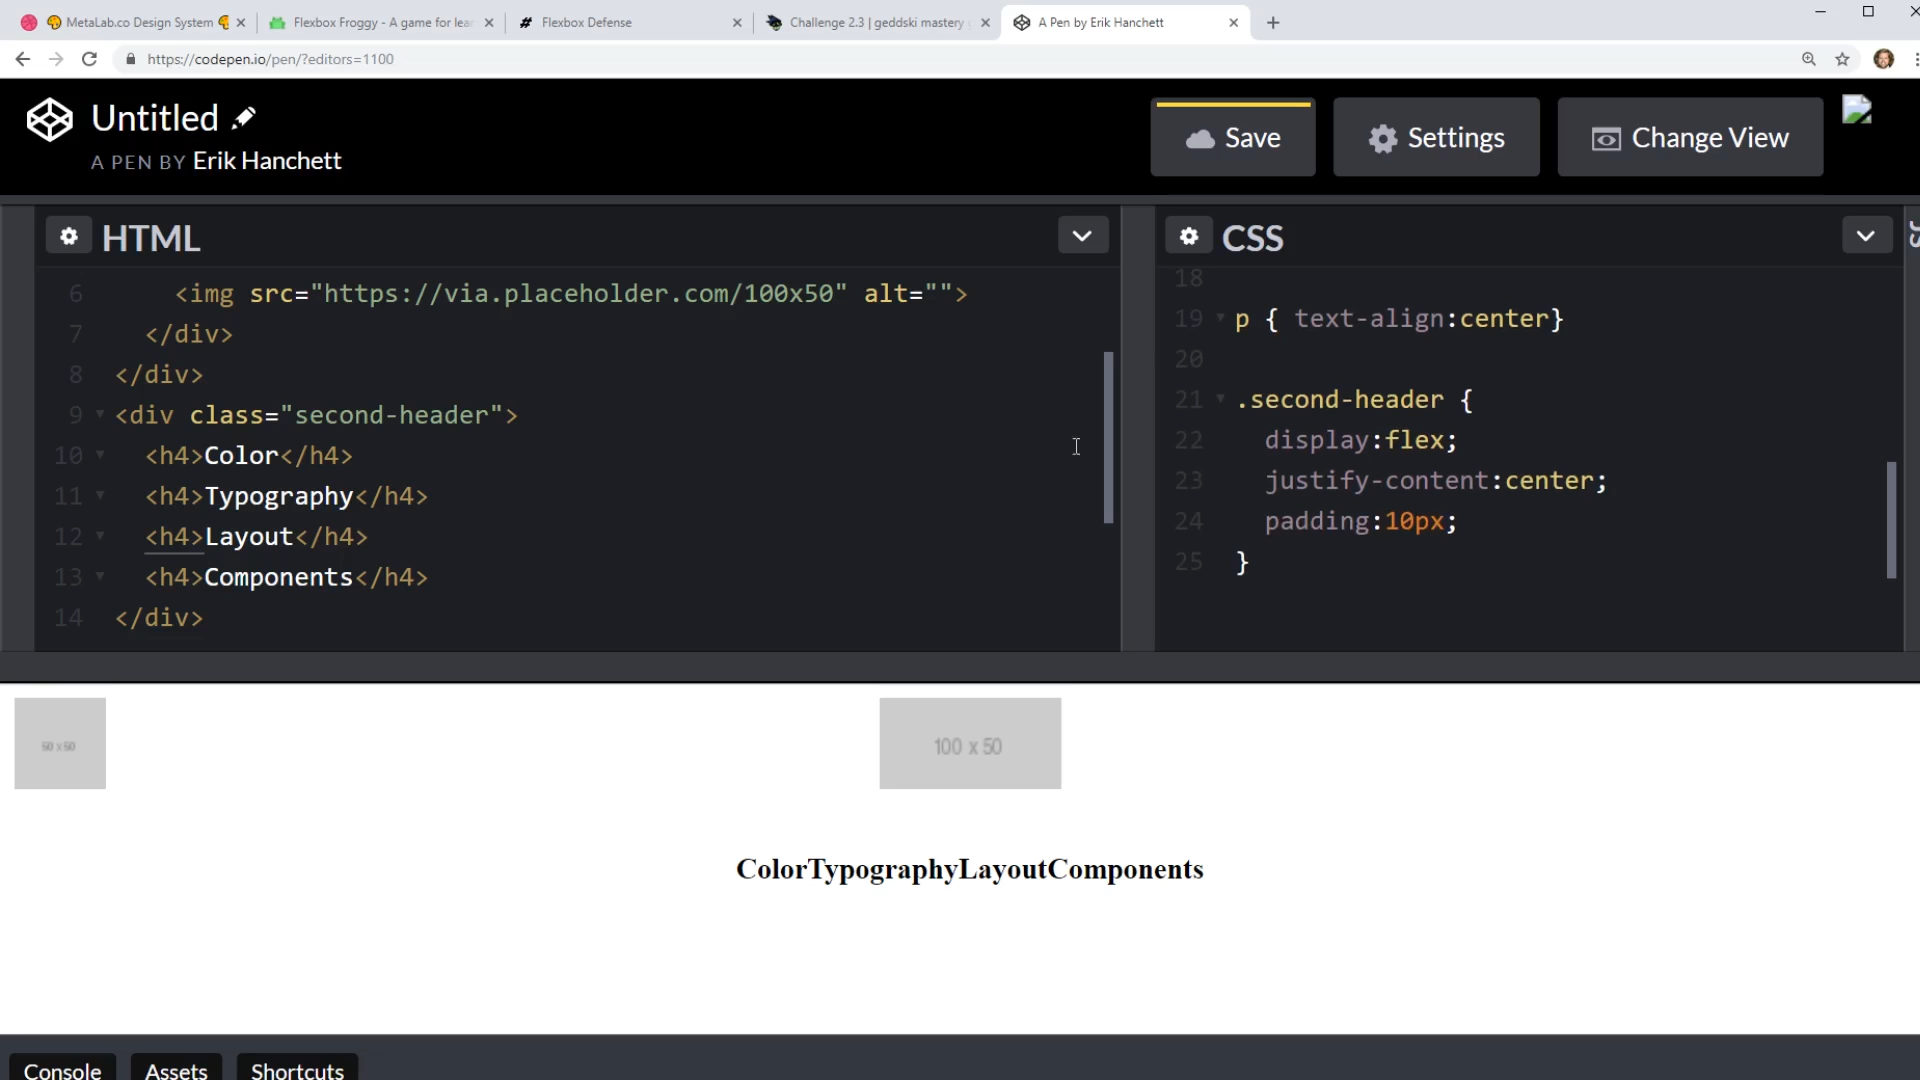 MetaLab.co Design System
Flexbox Froggy - A game for lea
Flexbox Defense
Challenge 2.3 | geddski mastery
A Pen by Erik Hanchett
https://codepen.io/pen/?editors=1100
Untitled
A PEN BY Erik Hanchett
Save
Settings
Change View
HTML
CSS
JS
6 <img src="https://via.placeholder.com/100x50" alt="">
7 </div>
8 </div>
9 <div class="second-header">
10 <h4>Color</h4>
11 <h4>Typography</h4>
12 <h4>Layout</h4>
13 <h4>Components</h4>
14 </div>
18
19 p { text-align:center}
20
21 .second-header {
22 display:flex;
23 justify-content:center;
24 padding:10px;
25 }
50 x 50
100 x 50
ColorTypographyLayoutComponents
Console
Assets
Shortcuts